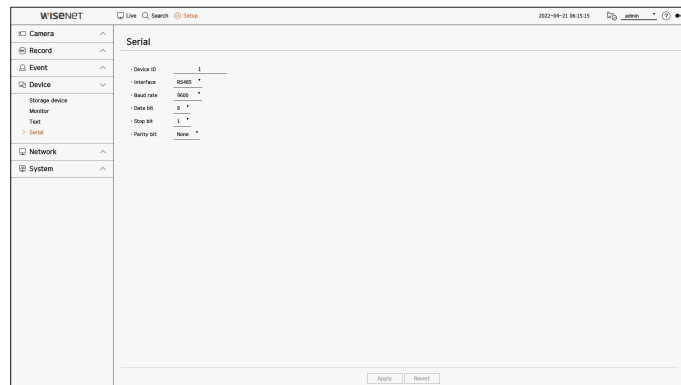 WISENET
Live Search Setup
2022-04-21 06:15:15 admin ?
Camera
Record
Event
Device
Storage device
Monitor
Text
> Serial
Network
System
Serial
· Device ID 1
· Interface RS485
· Baud rate 9600
· Data bit 8
· Stop bit 1
· Parity bit None
Apply Revert